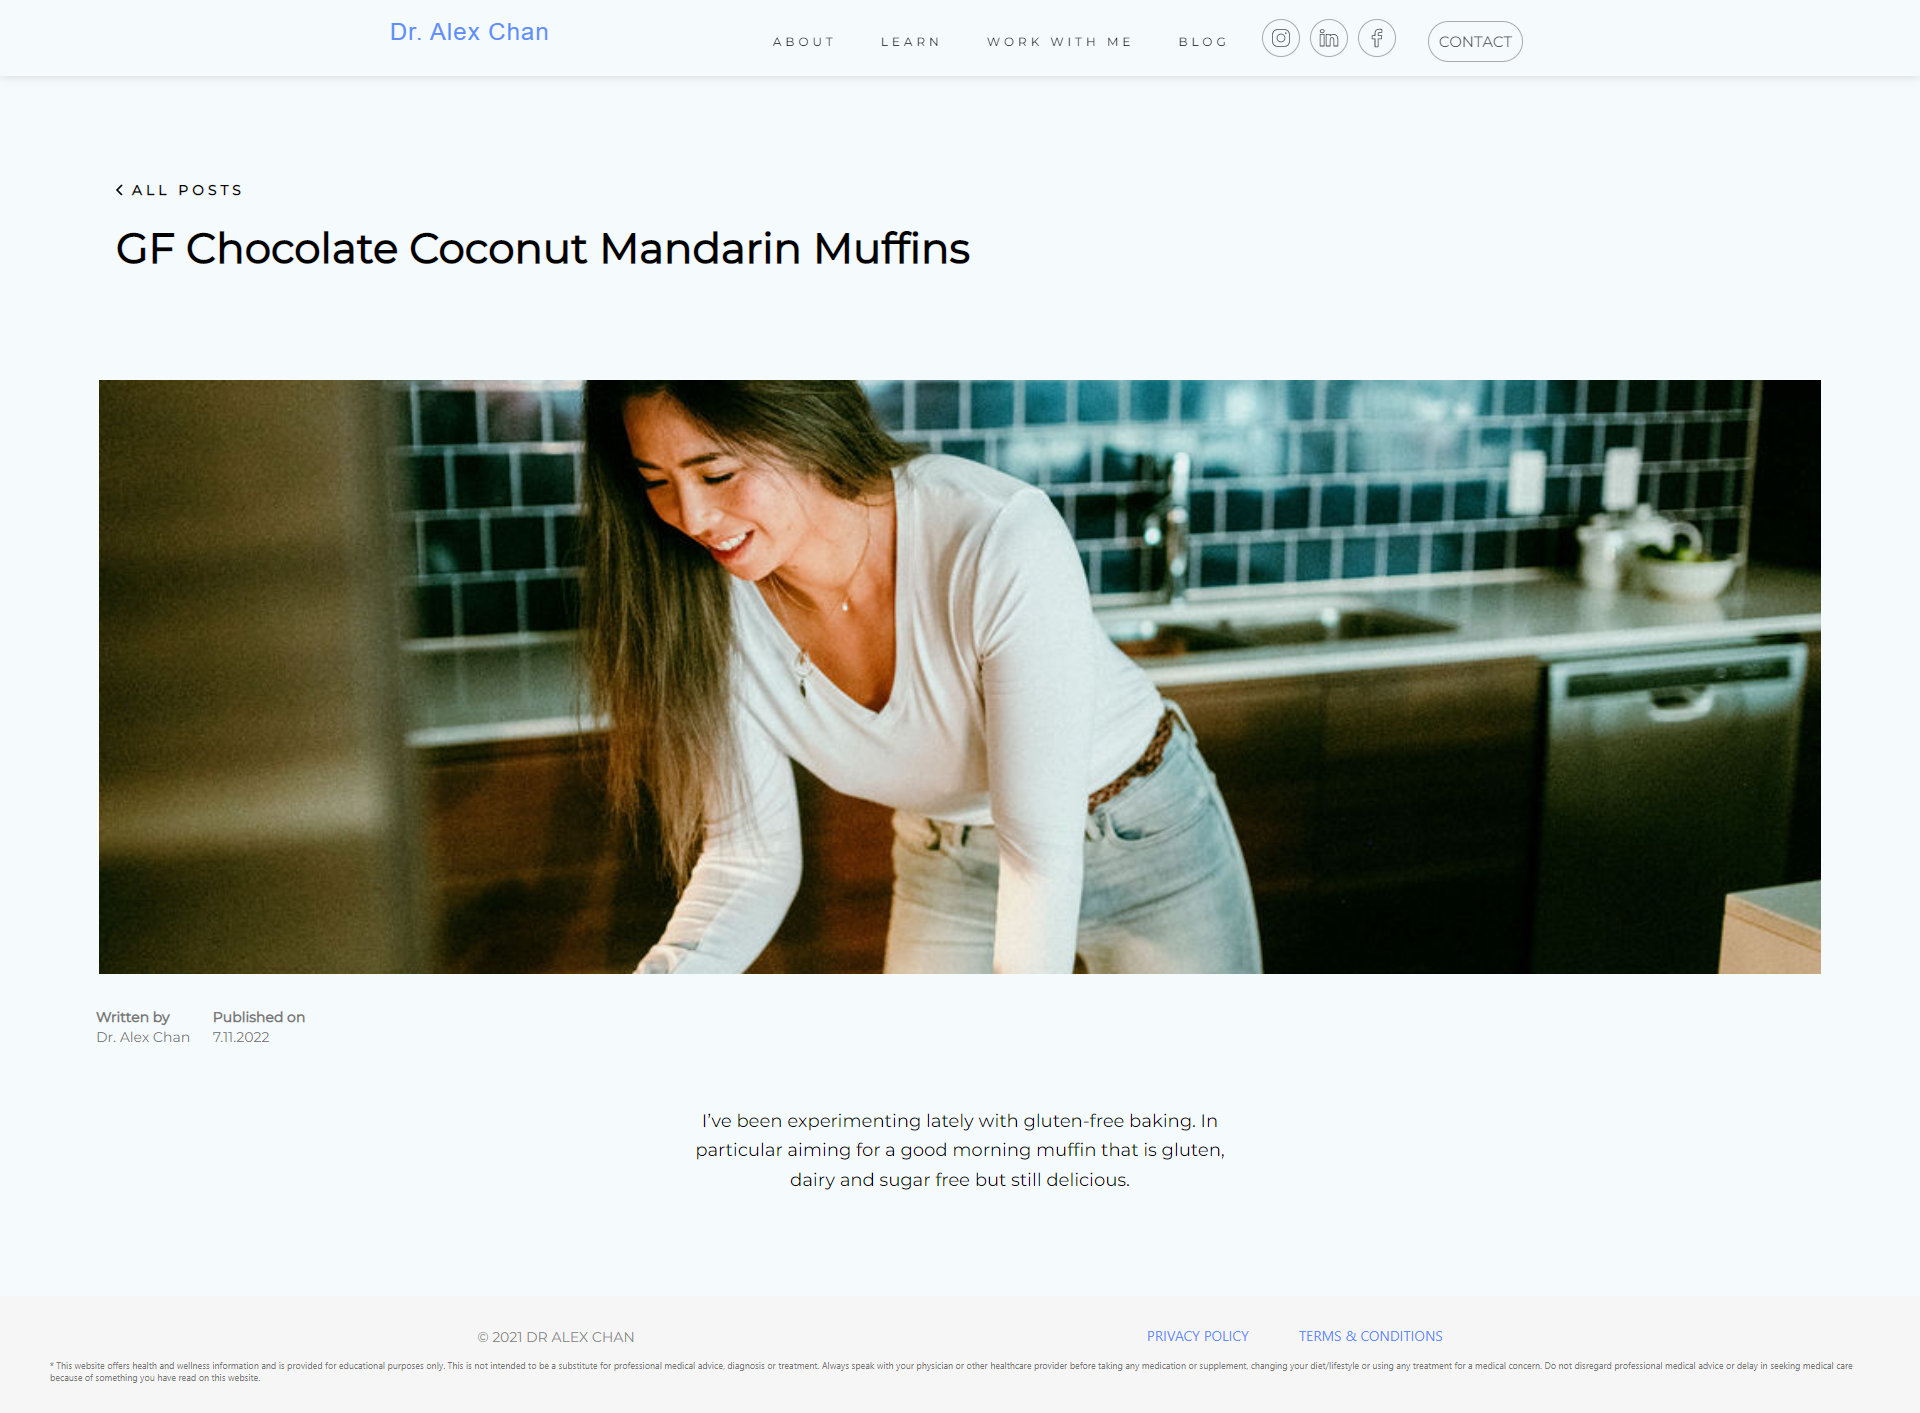 Dr. Alex Chan
ABOUT
LEARN
WORK WITH ME
BLOG
CONTACT
ALL POSTS
GF Chocolate Coconut Mandarin Muffins
Written by
Dr. Alex Chan
Published on
7.11.2022
I’ve been experimenting lately with gluten-free baking. In
particular aiming for a good morning muffin that is gluten,
dairy and sugar free but still delicious.
© 2021 DR ALEX CHAN
PRIVACY POLICY
TERMS & CONDITIONS
* This website offers health and wellness information and is provided for educational purposes only. This is not intended to be a substitute for professional medical advice, diagnosis or treatment. Always speak with your physician or other healthcare provider before taking any medication or supplement, changing your diet/lifestyle or using any treatment for a medical concern. Do not disregard professional medical advice or delay in seeking medical care
because of something you have read on this website.